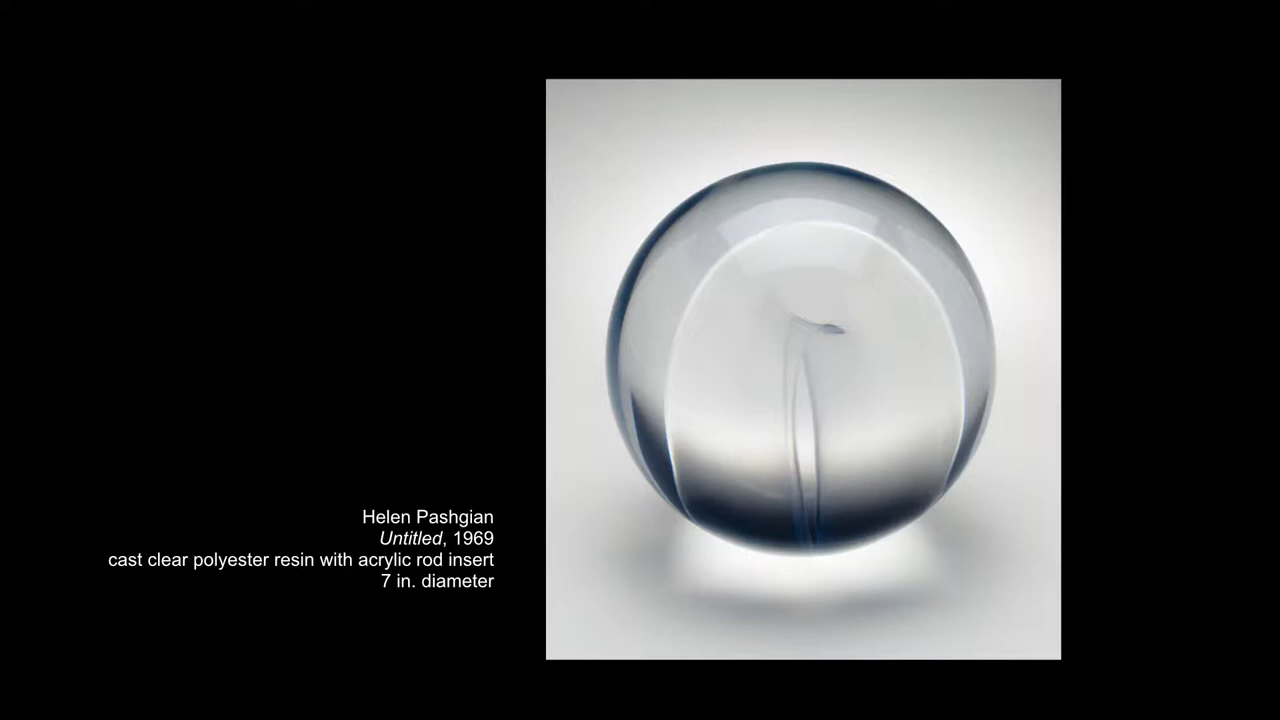 Helen Pashgian
Untitled, 1969
cast clear polyester resin with acrylic rod insert
7 in. diameter